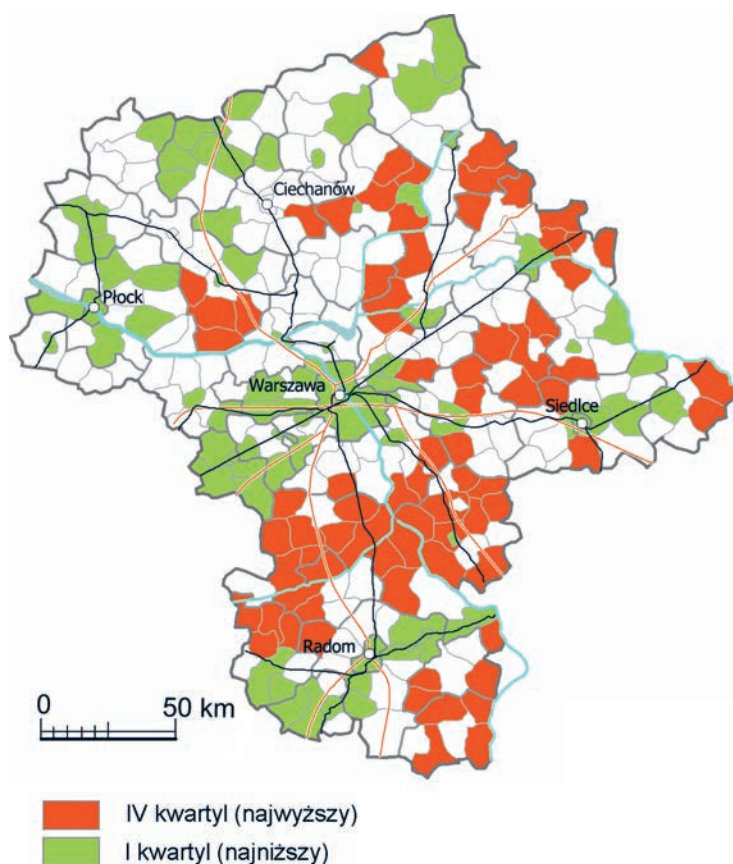 Ciechanów
Płock
Warszawa
Siedlce
Radom
0 50 km
IV kwartyl (najwyższy)
I kwartyl (najniższy)